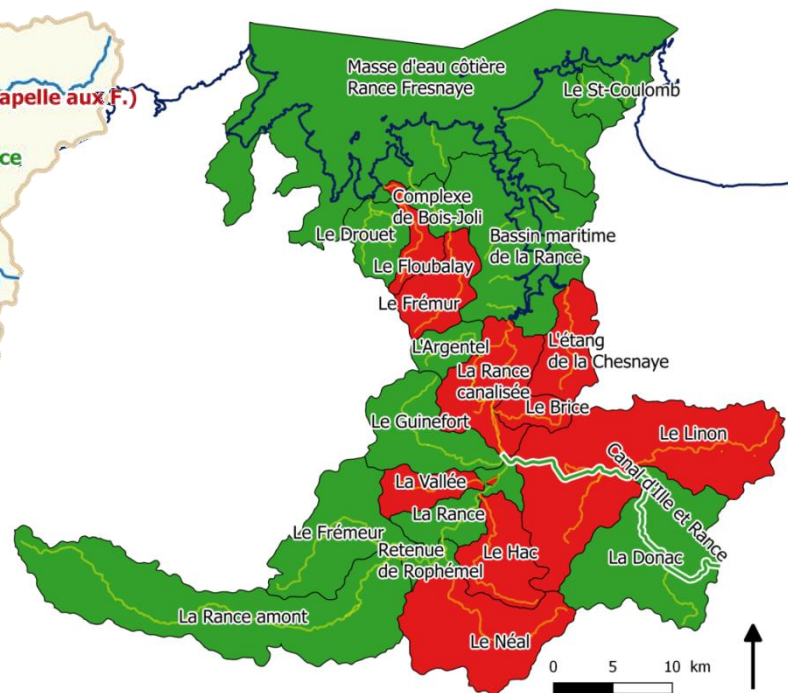 apelle aux F.)
ce
Masse d'eau côtière
Rance Fresnaye
Le St-Coulomb
Complexe
de Bois-Joli
Le Drouet
Bassin maritime
de la Rance
Le Floubalay
Le Frémur
L'Argentel
L'étang
de la Chesnaye
La Rance
canalisée
Le Brice
Le Guinefort
Le Linon
Canal d'Ille et Rance
La Vallée
La Rance
Le Frémeur
Retenue
de Rophémel
Le Hac
La Donac
La Rance amont
Le Néal
0 5 10 km